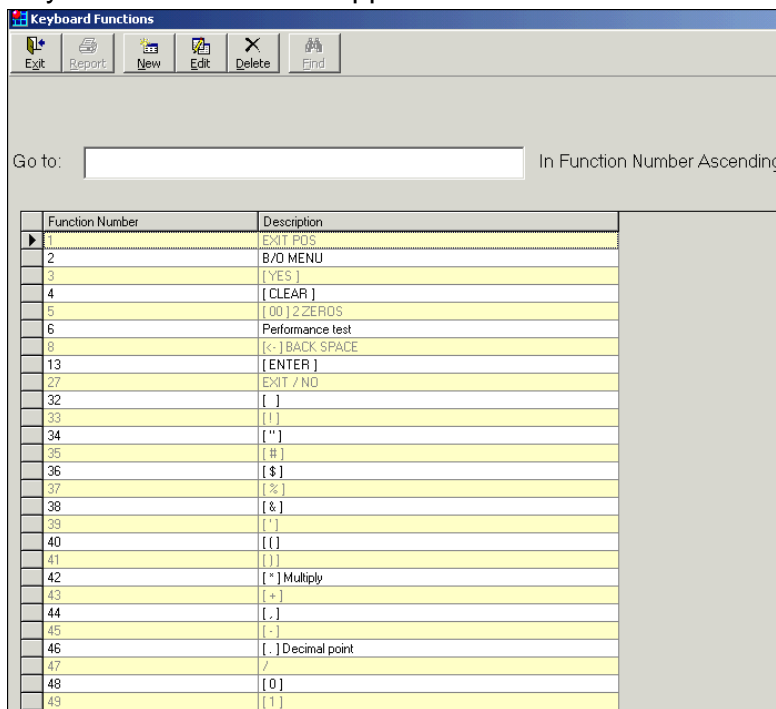 Keyboard Functions
Exit Report New Edit Delete Find
Go to: In Function Number Ascending
Function Number Description
1 EXIT POS
2 B/O MENU
3 [ YES ]
4 [ CLEAR ]
5 [ 00 ] 2 ZEROS
6 Performance test
8 [<- ] BACK SPACE
13 [ ENTER ]
27 EXIT / NO
32 [ ]
33 [ ! ]
34 [ " ]
35 [ # ]
36 [ $ ]
37 [ % ]
38 [ & ]
39 [ ' ]
40 [ ( ]
41 [ ) ]
42 [ * ] Multiply
43 [ + ]
44 [ , ]
45 [ - ]
46 [ . ] Decimal point
47 /
48 [ 0 ]
49 [ 1 ]